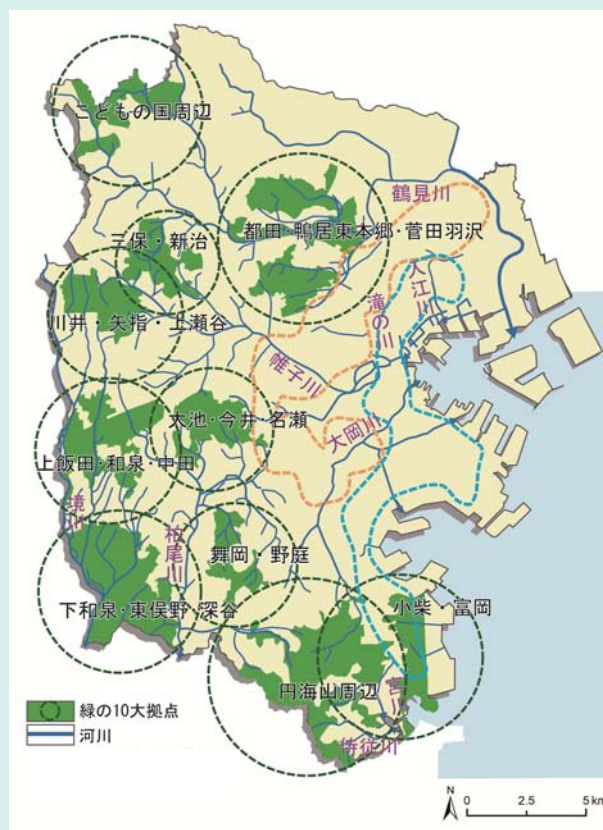 こどもの国周辺
鶴見川
三保・新治
都田・鴨居東本郷・菅田羽沢
入江川
滝の川
川井・矢指・上瀬谷
帷子川
大池・今井・名瀬
大岡川
上飯田・和泉・中田
境川
柏尾川
舞岡・野庭
下和泉・東俣野・深谷
小柴・富岡
円海山周辺
宮川
侍従川
緑の10大拠点
河川
N
0 2.5 5 km